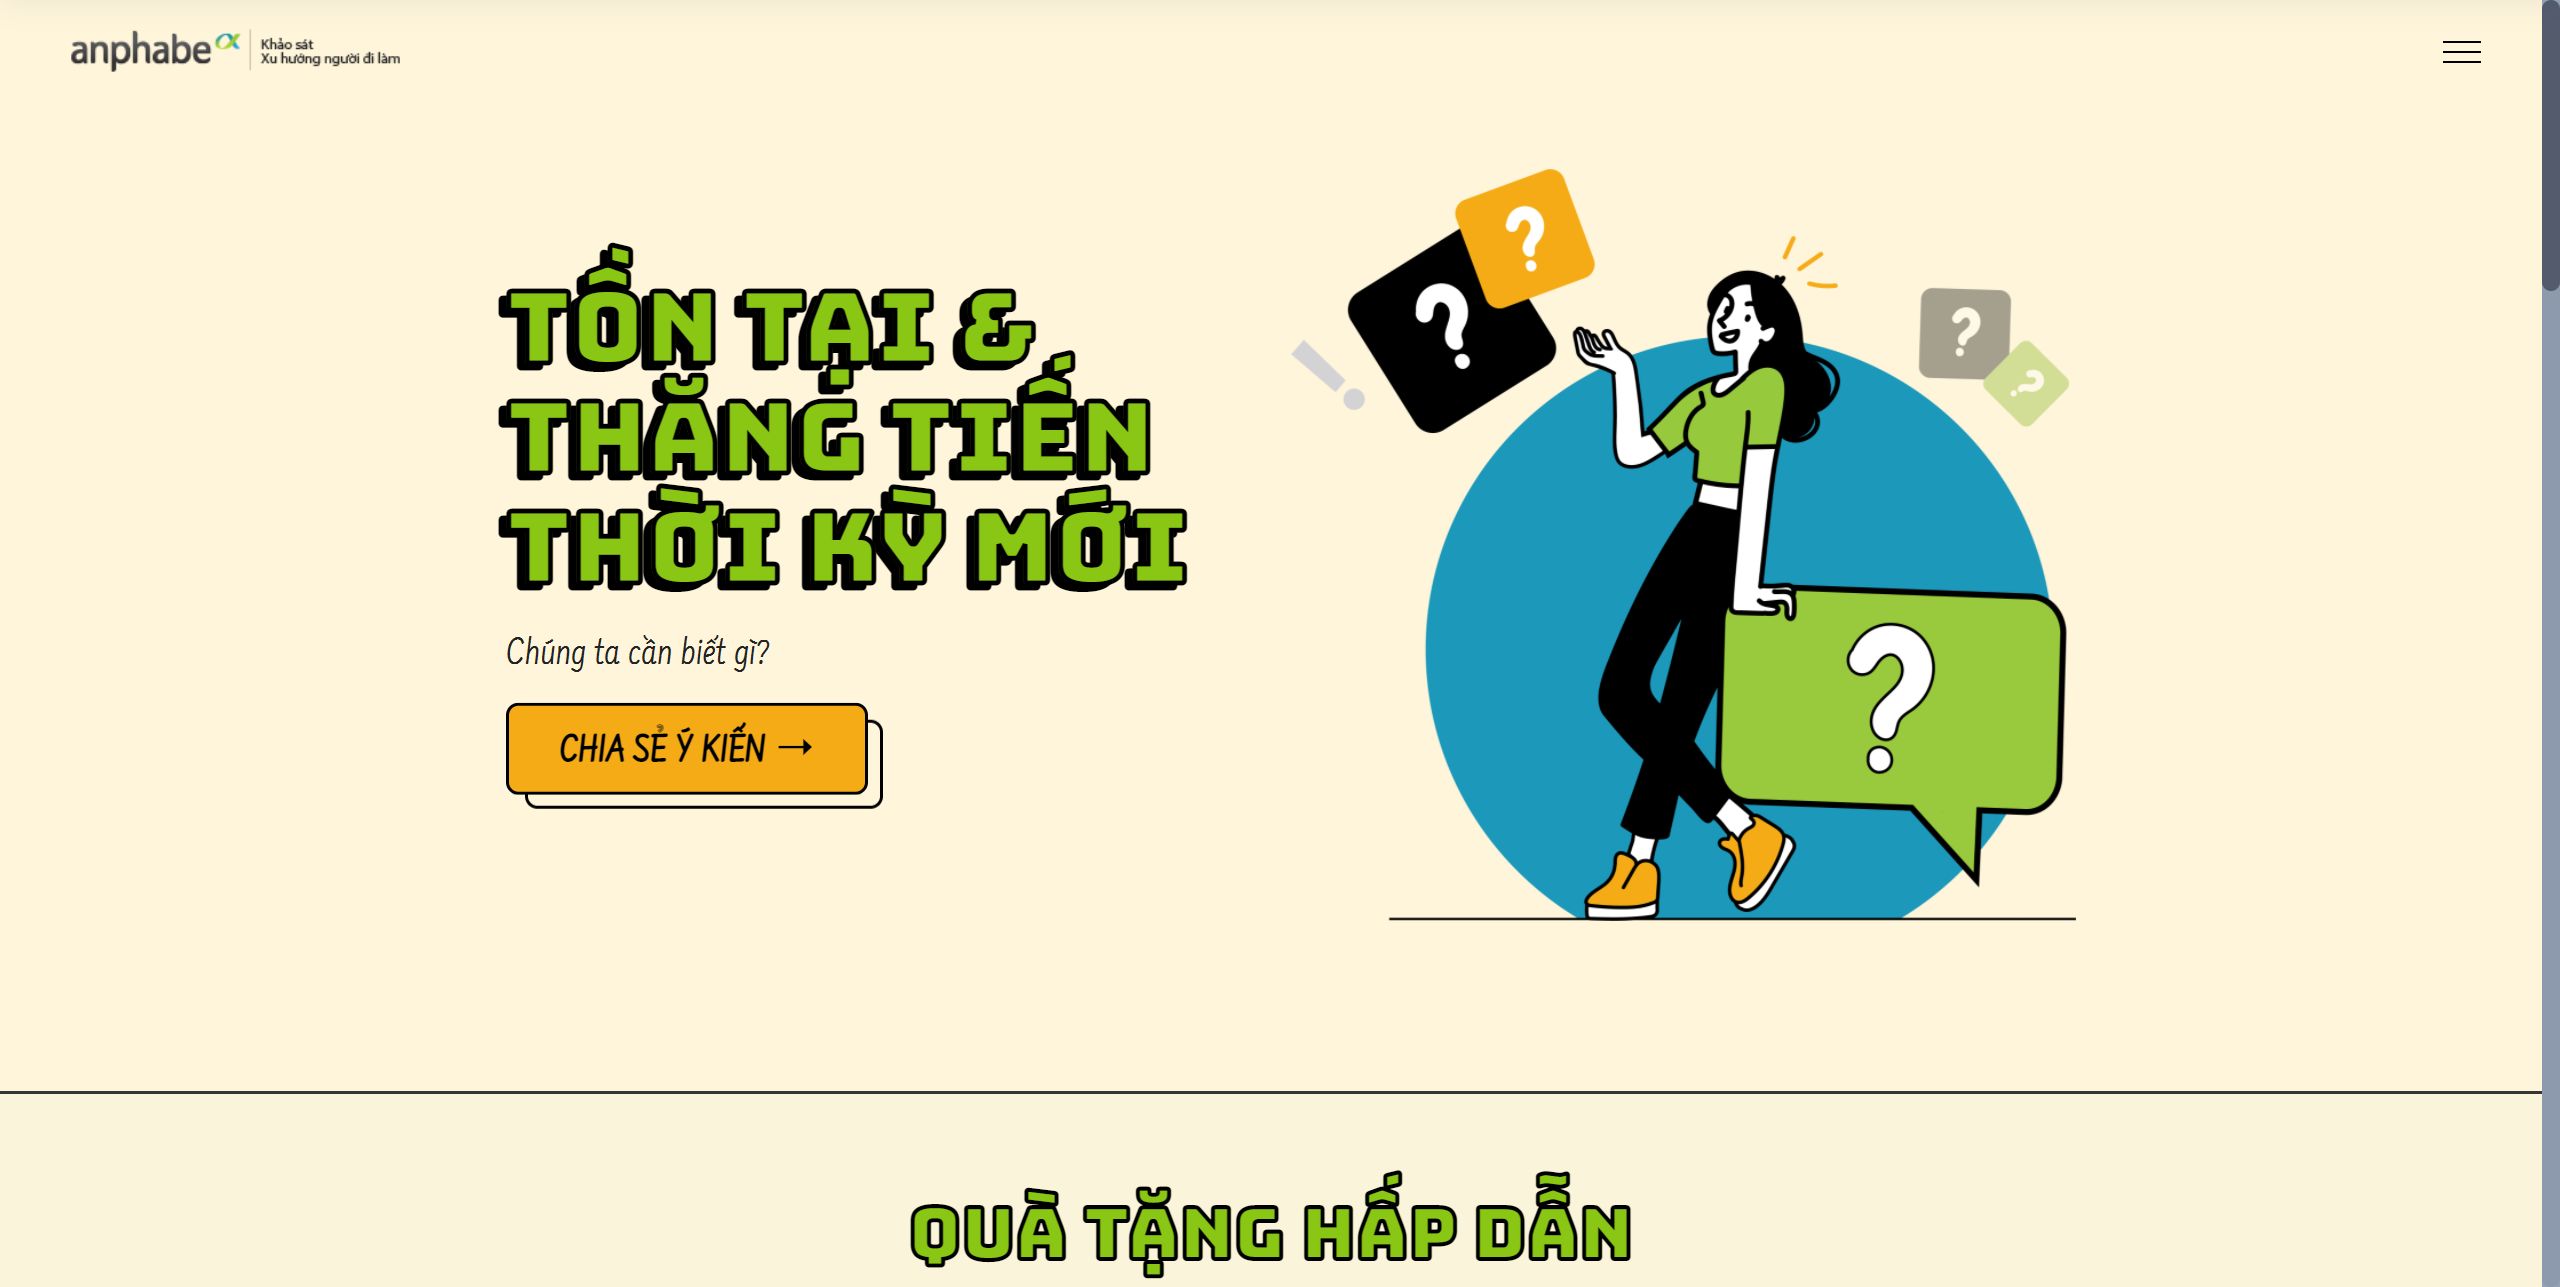 anphabe
Khảo sát
Xu hướng người đi làm
TỒN TẠI &
THĂNG TIẾN
THỜI KỲ MỚI
Chúng ta cần biết gì?
CHIA SẺ Ý KIẾN →
? ? ? ? ! ?
QUÀ TẶNG HẤP DẪN